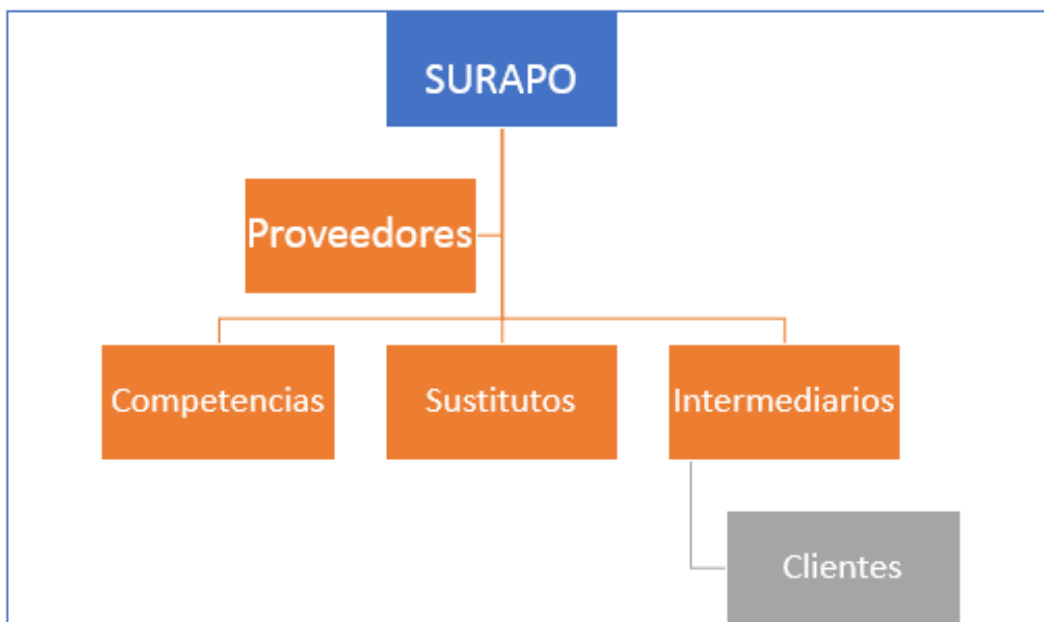 SURAPO
Proveedores
Competencias
Sustitutos
Intermediarios
Clientes